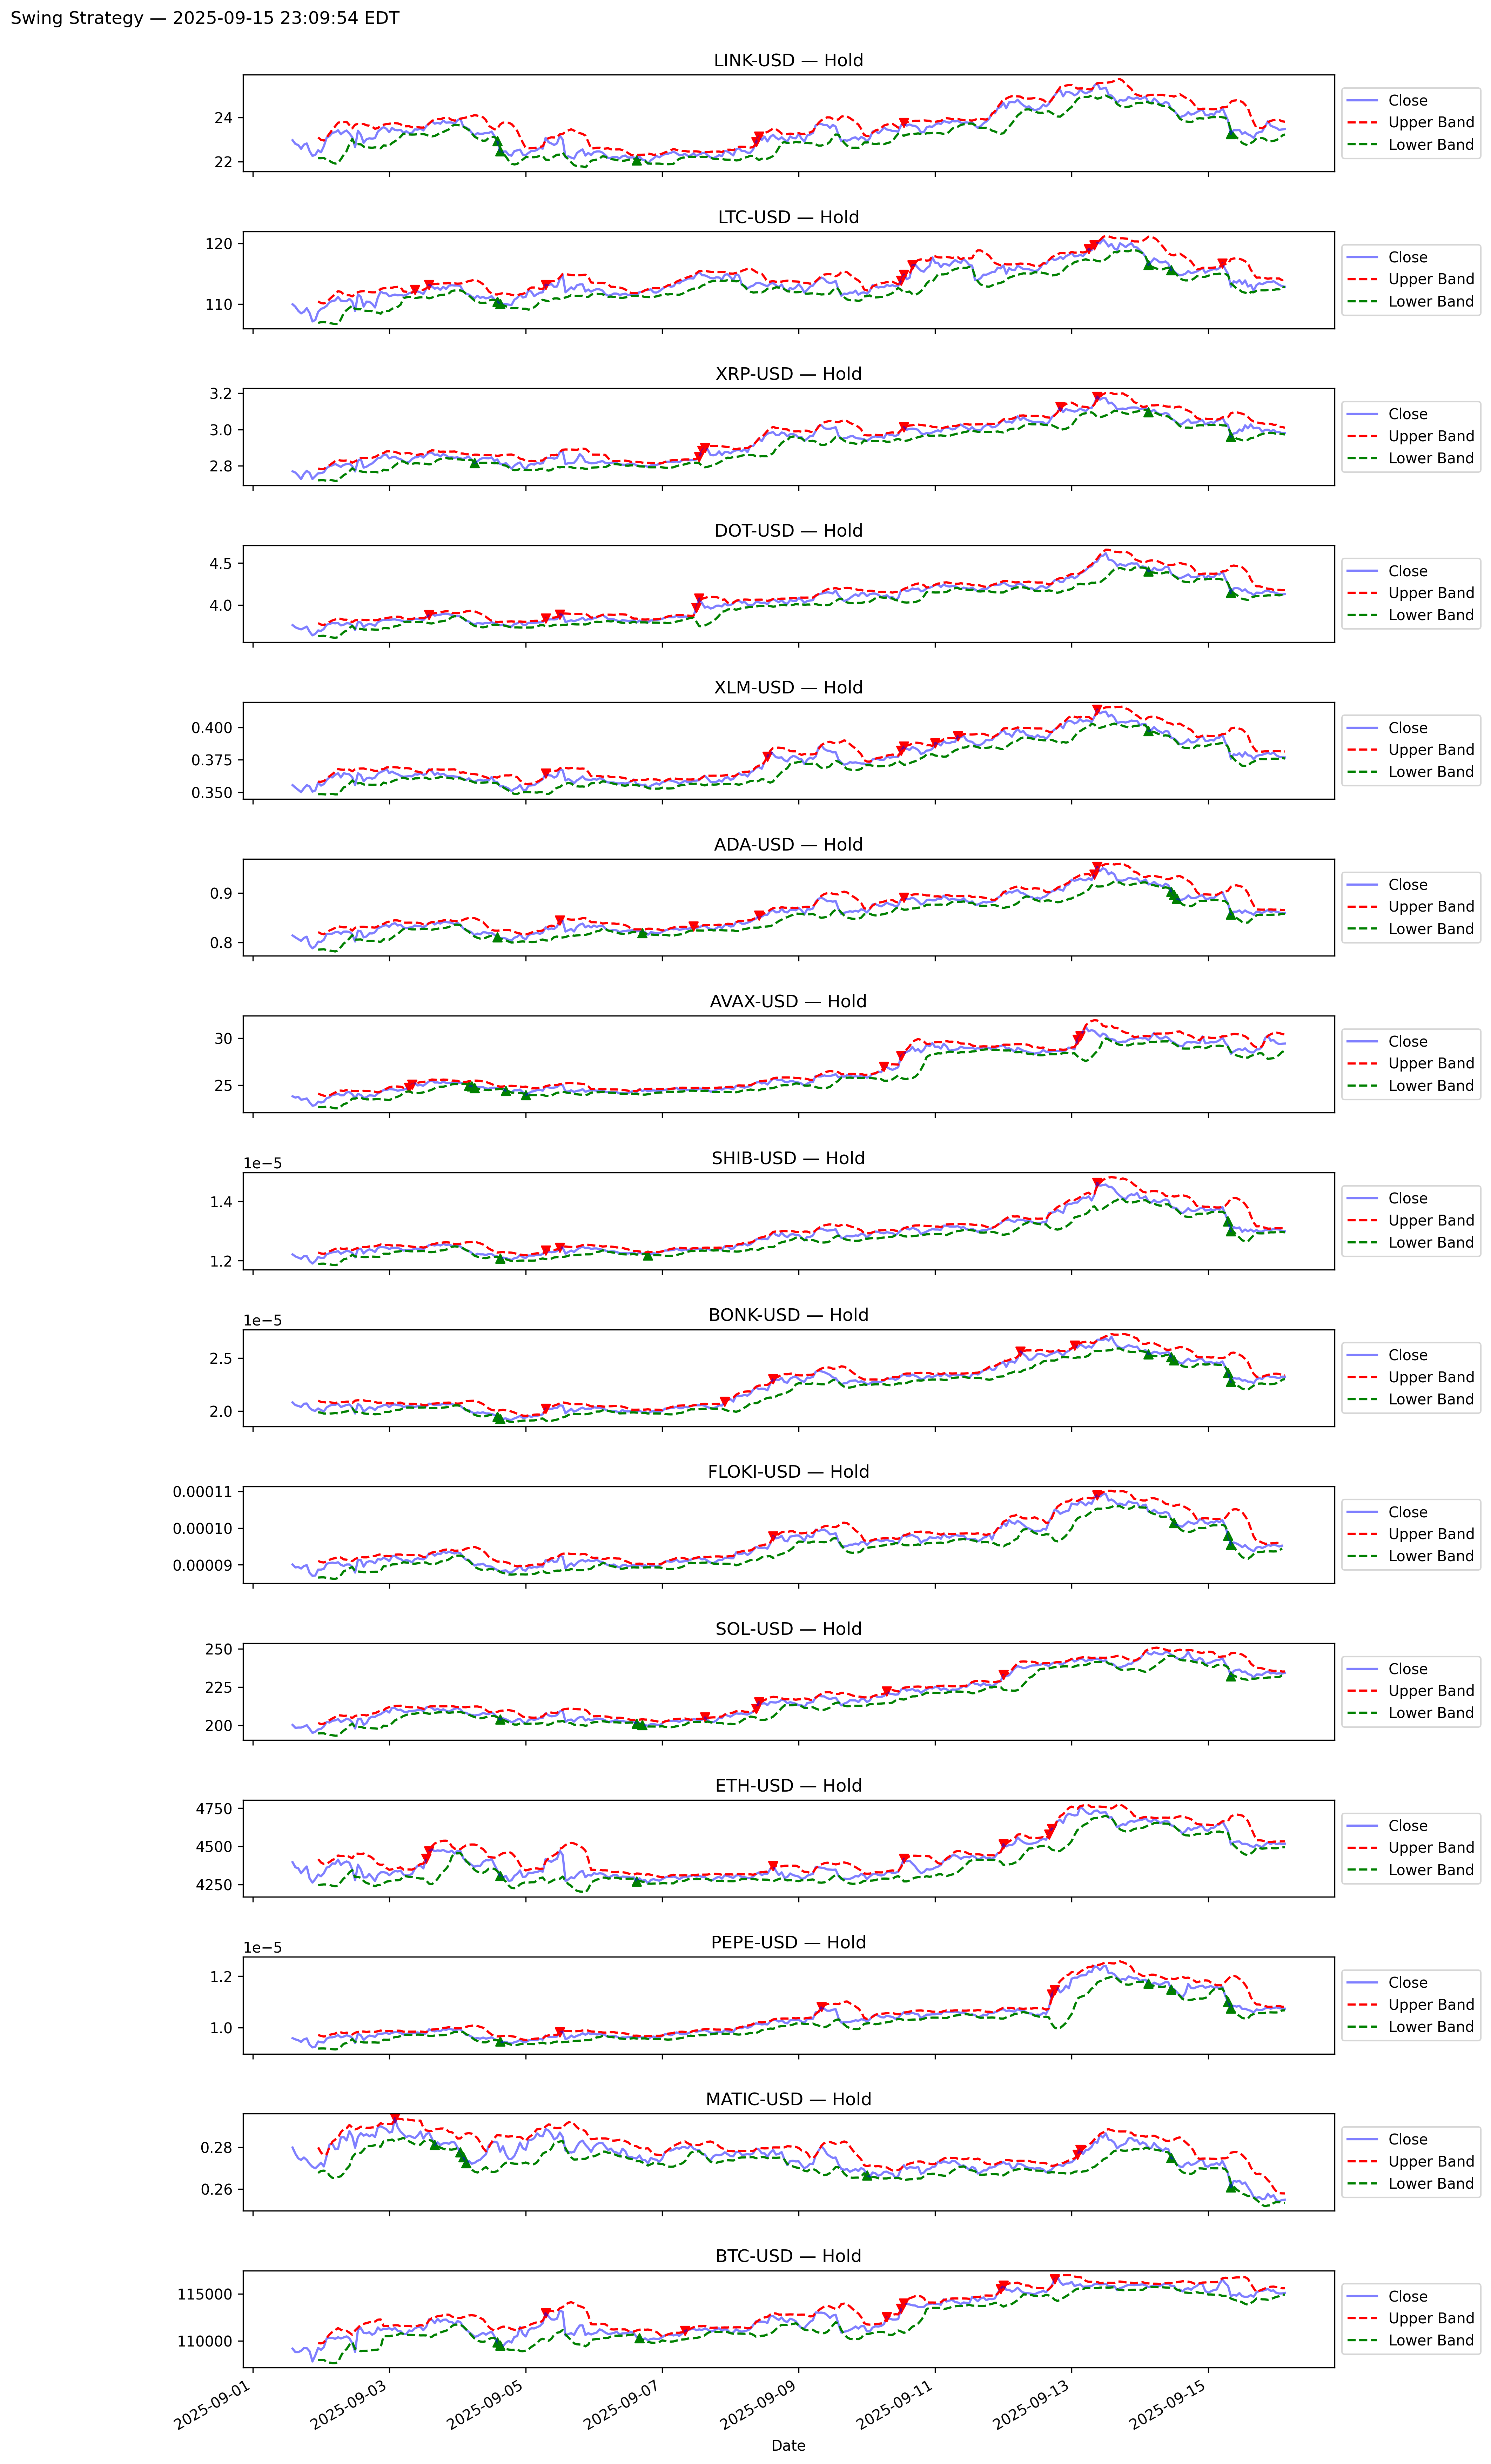 Swing Strategy — 2025-09-15 23:09:54 EDT
LINK-USD — Hold
24
22
Close
Upper Band
Lower Band
LTC-USD — Hold
120
110
Close
Upper Band
Lower Band
XRP-USD — Hold
3.2
3.0
2.8
Close
Upper Band
Lower Band
DOT-USD — Hold
4.5
4.0
Close
Upper Band
Lower Band
XLM-USD — Hold
0.400
0.375
0.350
Close
Upper Band
Lower Band
ADA-USD — Hold
0.9
0.8
Close
Upper Band
Lower Band
AVAX-USD — Hold
30
25
Close
Upper Band
Lower Band
SHIB-USD — Hold
1e−5
1.4
1.2
Close
Upper Band
Lower Band
BONK-USD — Hold
1e−5
2.5
2.0
Close
Upper Band
Lower Band
FLOKI-USD — Hold
0.00011
0.00010
0.00009
Close
Upper Band
Lower Band
SOL-USD — Hold
250
225
200
Close
Upper Band
Lower Band
ETH-USD — Hold
4750
4500
4250
Close
Upper Band
Lower Band
PEPE-USD — Hold
1e−5
1.2
1.0
Close
Upper Band
Lower Band
MATIC-USD — Hold
0.28
0.26
Close
Upper Band
Lower Band
BTC-USD — Hold
115000
110000
Close
Upper Band
Lower Band
2025-09-01
2025-09-03
2025-09-05
2025-09-07
2025-09-09
2025-09-11
2025-09-13
2025-09-15
Date